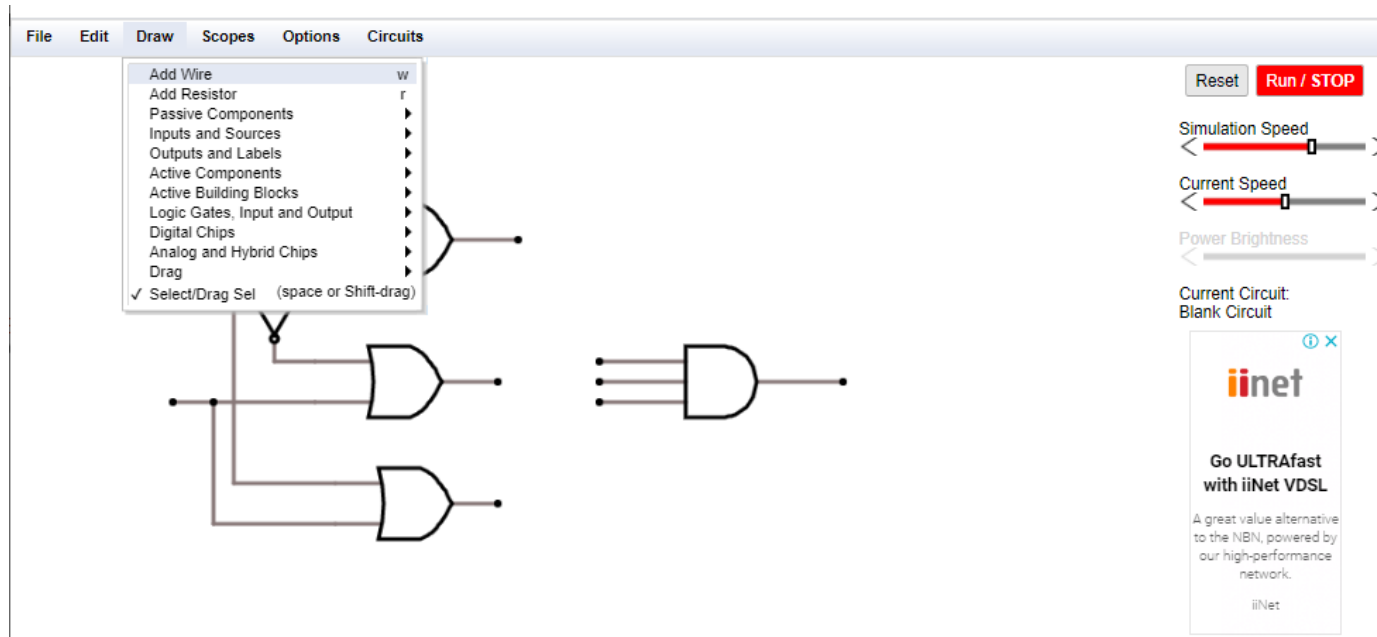 File Edit Draw Scopes Options Circuits
Add Wire w
Add Resistor r
Passive Components
Inputs and Sources
Outputs and Labels
Active Components
Active Building Blocks
Logic Gates, Input and Output
Digital Chips
Analog and Hybrid Chips
Drag
✓ Select/Drag Sel (space or Shift-drag)
Reset Run / STOP
Simulation Speed
Current Speed
Power Brightness
Current Circuit:
Blank Circuit
iinet
Go ULTRAfast
with iiNet VDSL
A great value alternative
to the NBN, powered by
our high-performance
network.
iiNet